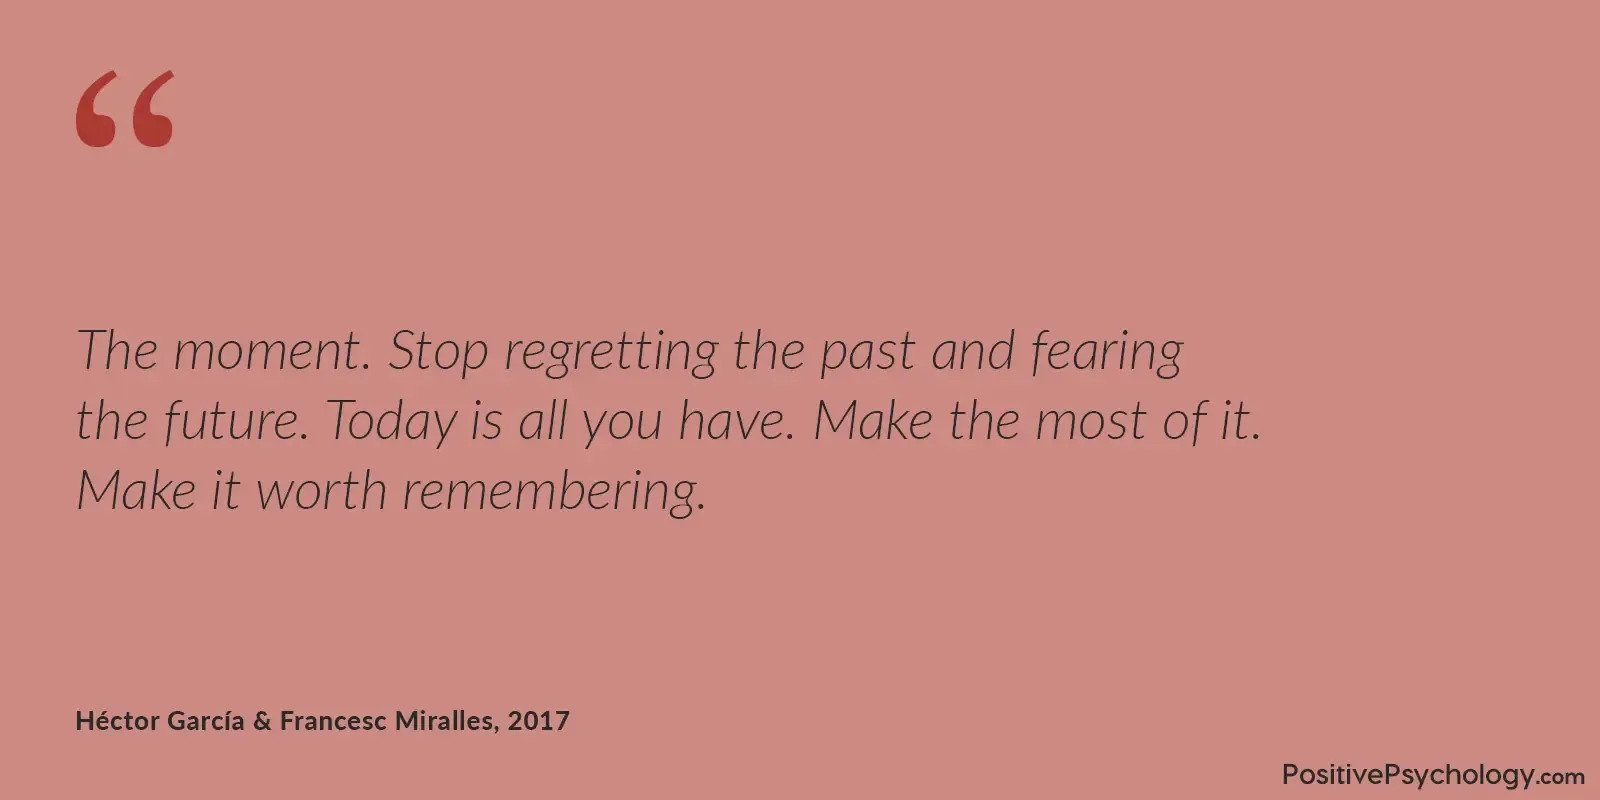 “
The moment. Stop regretting the past and fearing
the future. Today is all you have. Make the most of it.
Make it worth remembering.
Héctor García & Francesc Miralles, 2017
PositivePsychology.com